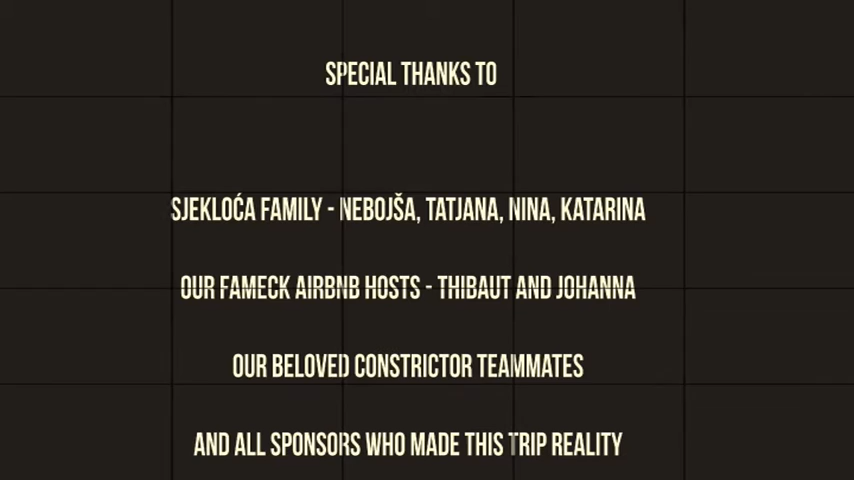 SPECIAL THANKS TO
SJEKLOĆA FAMILY - NEBOJŠA, TATJANA, NINA, KATARINA
OUR FAMECK AIRBNB HOSTS - THIBAUT AND JOHANNA
OUR BELOVED CONSTRICTOR TEAMMATES
AND ALL SPONSORS WHO MADE THIS TRIP REALITY